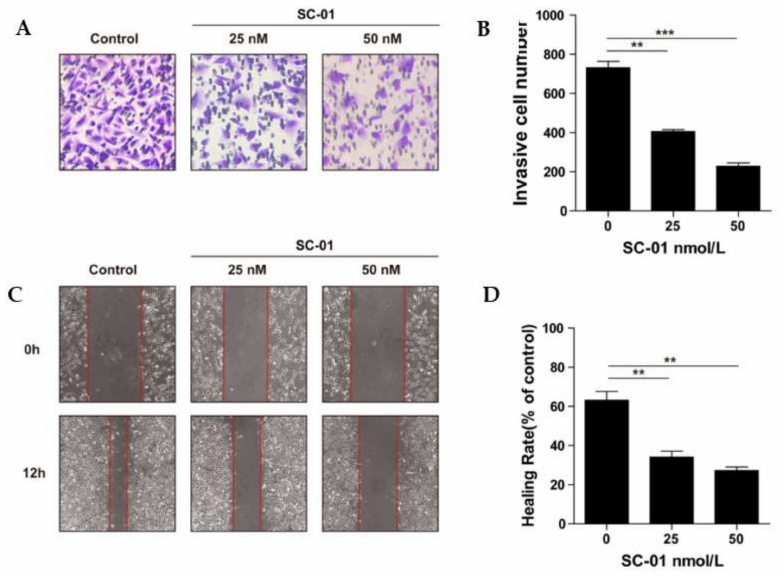 A
SC-01
Control 25 nM 50 nM
B
Invasive cell number
1000
800
600
400
200
0
***
**
0 25 50
SC-01 nmol/L
C
SC-01
Control 25 nM 50 nM
0h
12h
D
Healing Rate(% of control)
100
80
60
40
20
0
**
**
0 25 50
SC-01 nmol/L